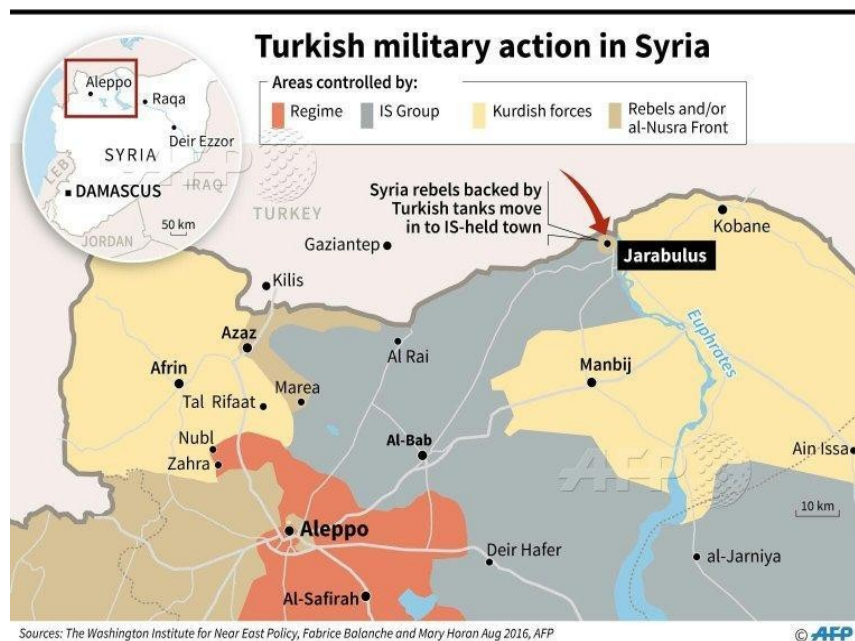 Turkish military action in Syria
Areas controlled by:
Regime
IS Group
Kurdish forces
Rebels and/or
al-Nusra Front
Aleppo
Raqa
Deir Ezzor
SYRIA
LEB
IRAQ
DAMASCUS
JORDAN
50 km
AFP
TURKEY
Syria rebels backed by
Turkish tanks move
in to IS-held town
Jarabulus
Kobane
Gaziantep
Kilis
Azaz
Al Rai
Euphrates
Afrin
Marea
Manbij
Tal Rifaat
Nubl
Al-Bab
Zahra
Ain Issa
AFP
10 km
Aleppo
Deir Hafer
al-Jarniya
Al-Safirah
Sources: The Washington Institute for Near East Policy, Fabrice Balanche and Mary Horan Aug 2016, AFP
© AFP